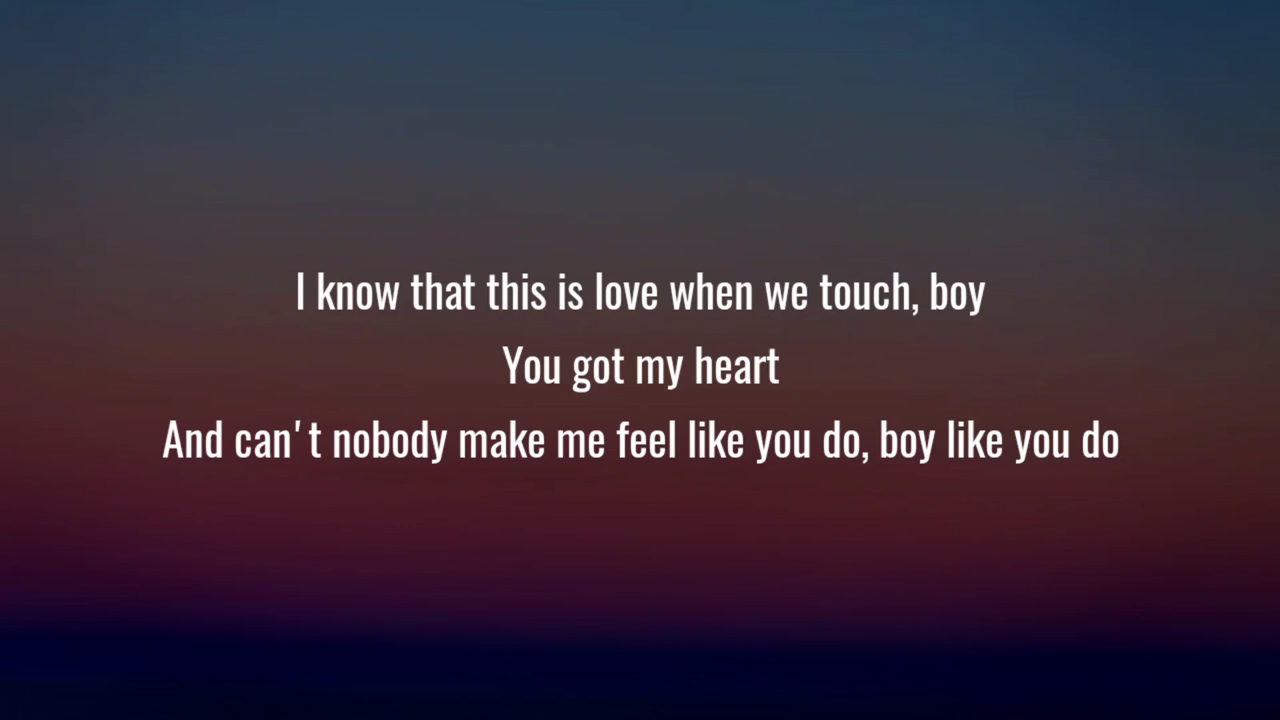 I know that this is love when we touch, boy
You got my heart
And can't nobody make me feel like you do, boy like you do